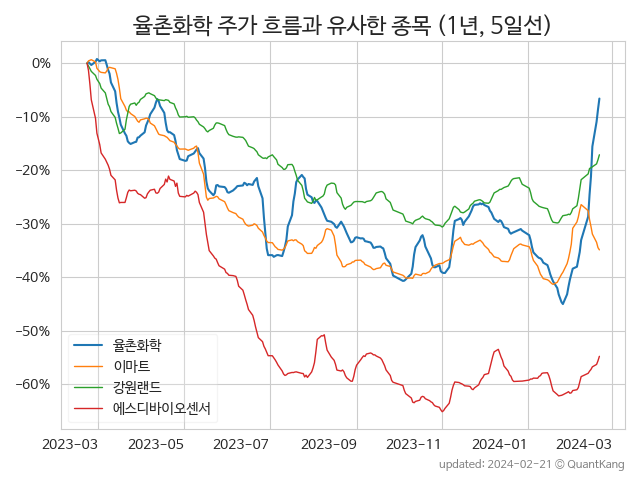 율촌화학 주가 흐름과 유사한 종목 (1년, 5일선)
0%
−10%
−20%
−30%
−40%
−50%
−60%
율촌화학
이마트
강원랜드
에스디바이오센서
2023-03 2023-05 2023-07 2023-09 2023-11 2024-01 2024-03
updated: 2024-02-21 © QuantKang